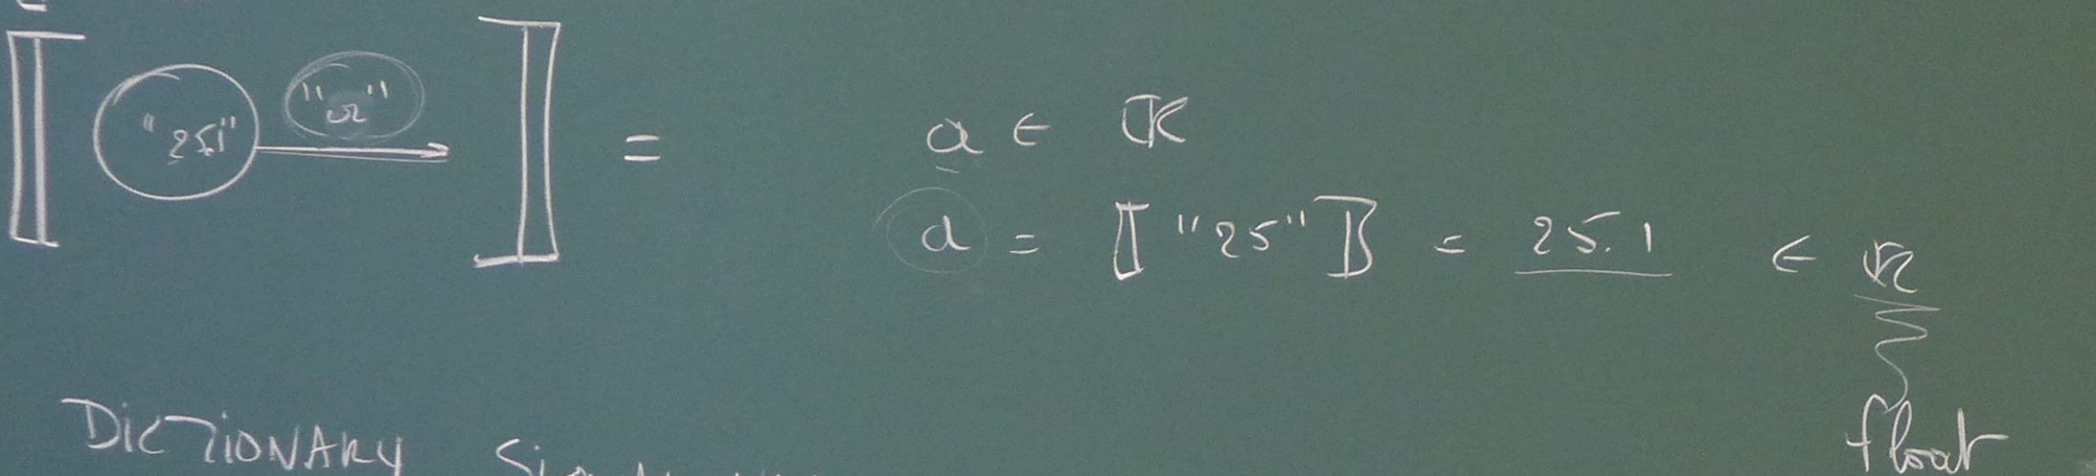 "ℝ"
⟦ "25.1" ⟶ ⟧ =
a ∈ 𝕂
a = ⟦ "25" ⟧ = 25.1 ∈ ℝ
float
DICTIONARY